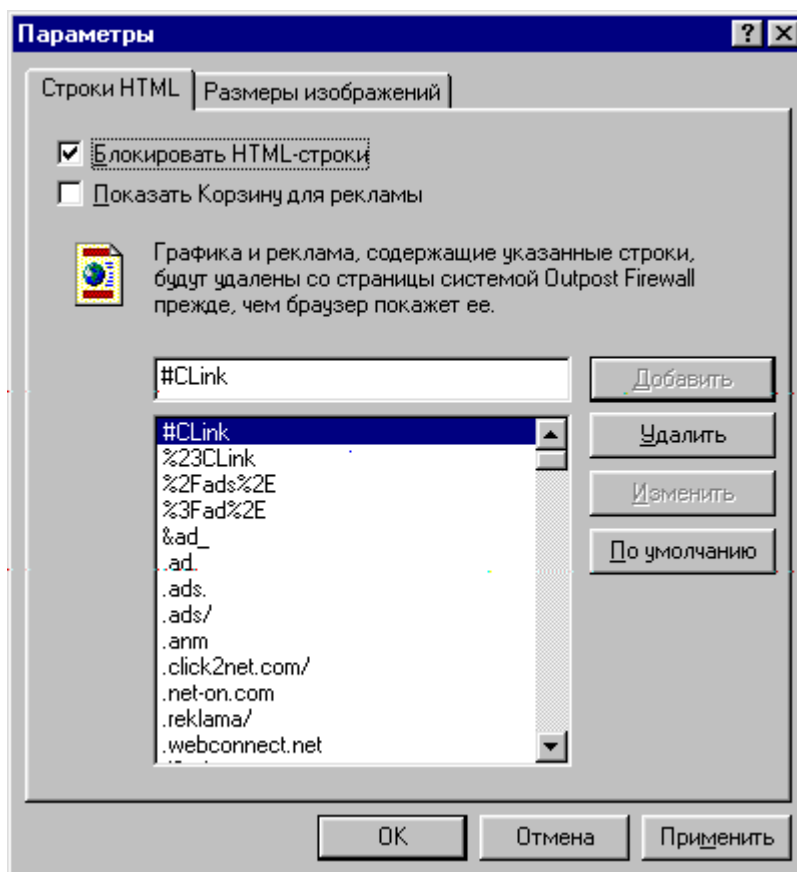 Параметры
Строки HTML
Размеры изображений
Блокировать HTML-строки
Показать Корзину для рекламы
Графика и реклама, содержащие указанные строки,
будут удалены со страницы системой Outpost Firewall
прежде, чем браузер покажет ее.
#CLink
Добавить
#CLink
Удалить
%23CLink
%2Fads%2E
Изменить
%3Fad%2E
&ad_
По умолчанию
.ad.
.ads.
.ads/
.anm
.click2net.com/
.net-on.com
.reklama/
.webconnect.net
OK
Отмена
Применить